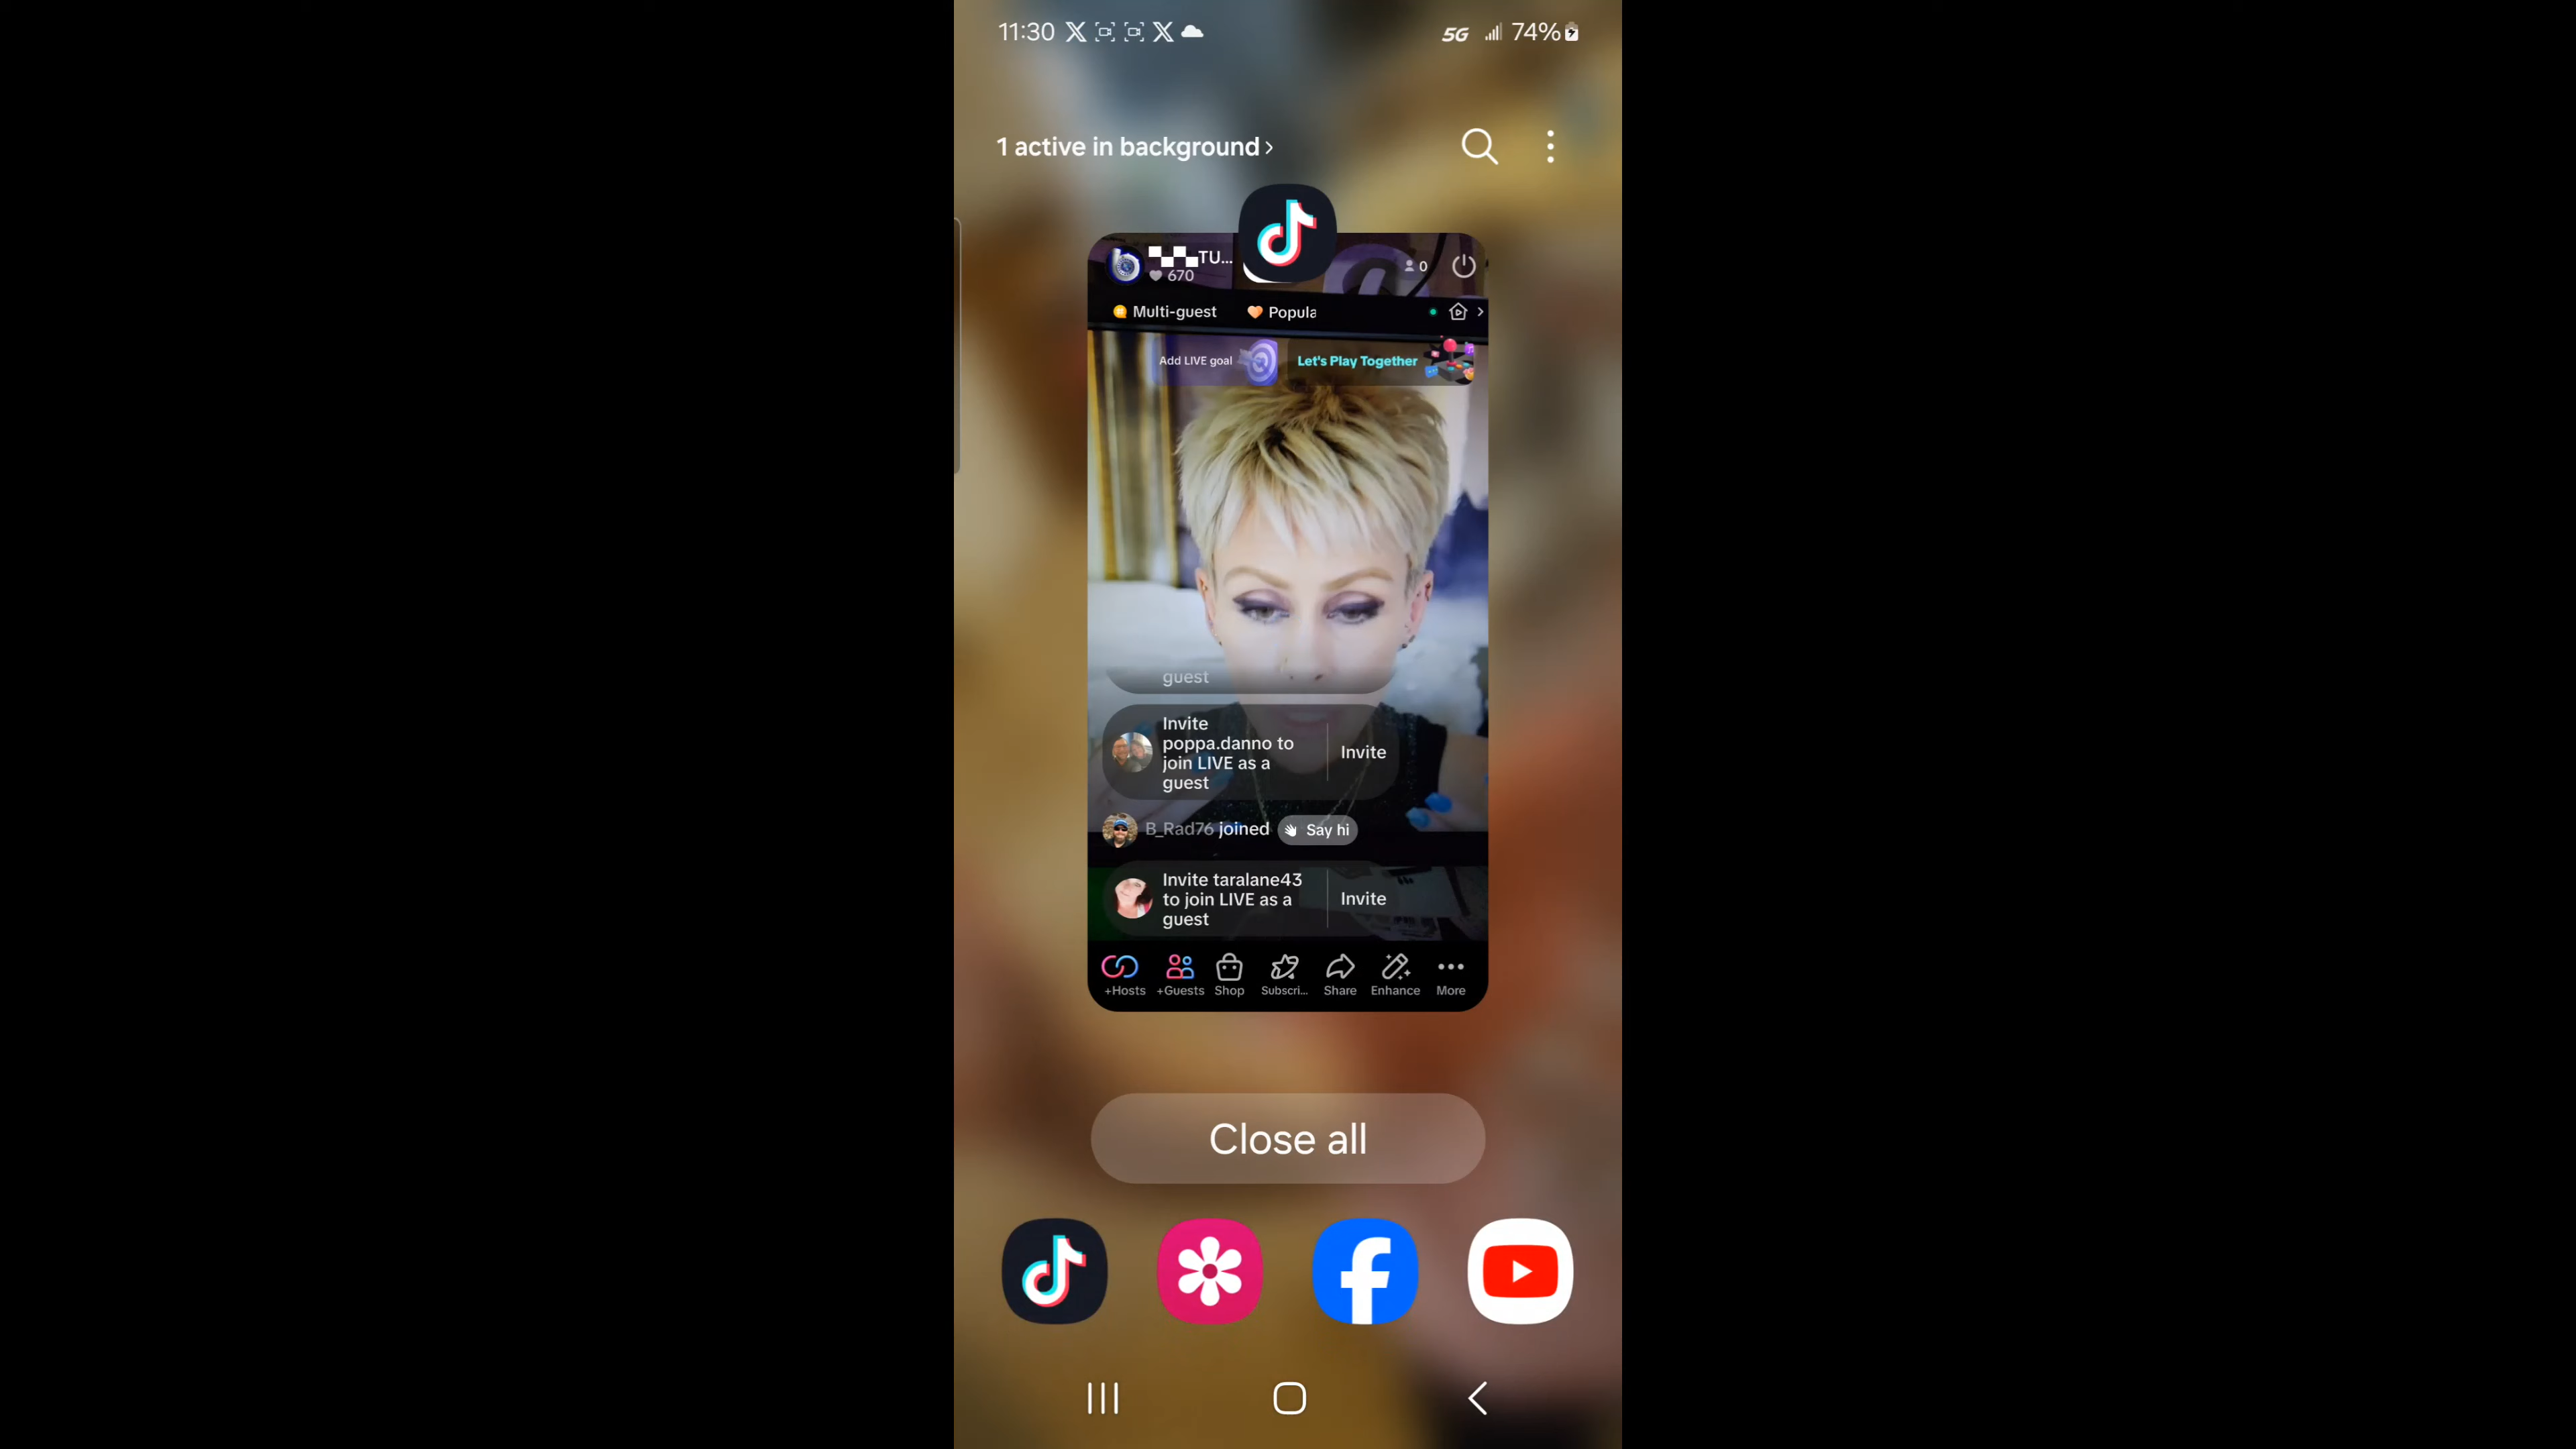 11:30
5G 74%
1 active in background
TU...
670
0
Multi-guest
Popula
Add LIVE goal
Let's Play Together
guest
Invite
poppa.danno to
join LIVE as a
guest
Invite
B_Rad76 joined
Say hi
Invite taralane43
to join LIVE as a
guest
Invite
+Hosts
+Guests
Shop
Subscri...
Share
Enhance
More
Close all